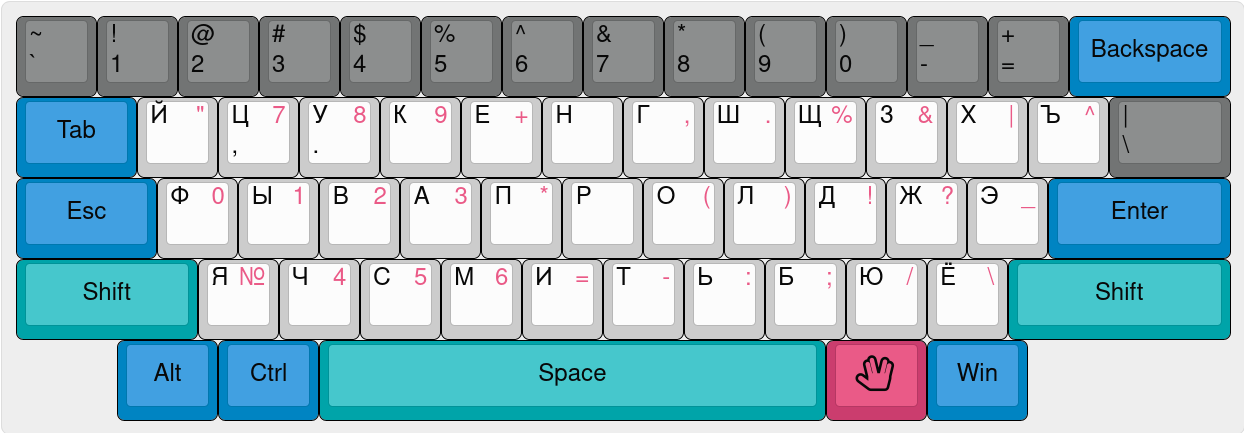 ~ ! @ # $ % ^ & * ( ) _ + Backspace
` 1 2 3 4 5 6 7 8 9 0 - =
Tab Й " Ц 7 У 8 К 9 Е + Н Г , Ш . Щ % З & Х | Ъ ^ |
, . \
Esc Ф 0 Ы 1 В 2 А 3 П * Р О ( Л ) Д ! Ж ? Э _ Enter
Shift Я № Ч 4 С 5 М 6 И = Т - Ь : Б ; Ю / Ё \ Shift
Alt Ctrl Space Win